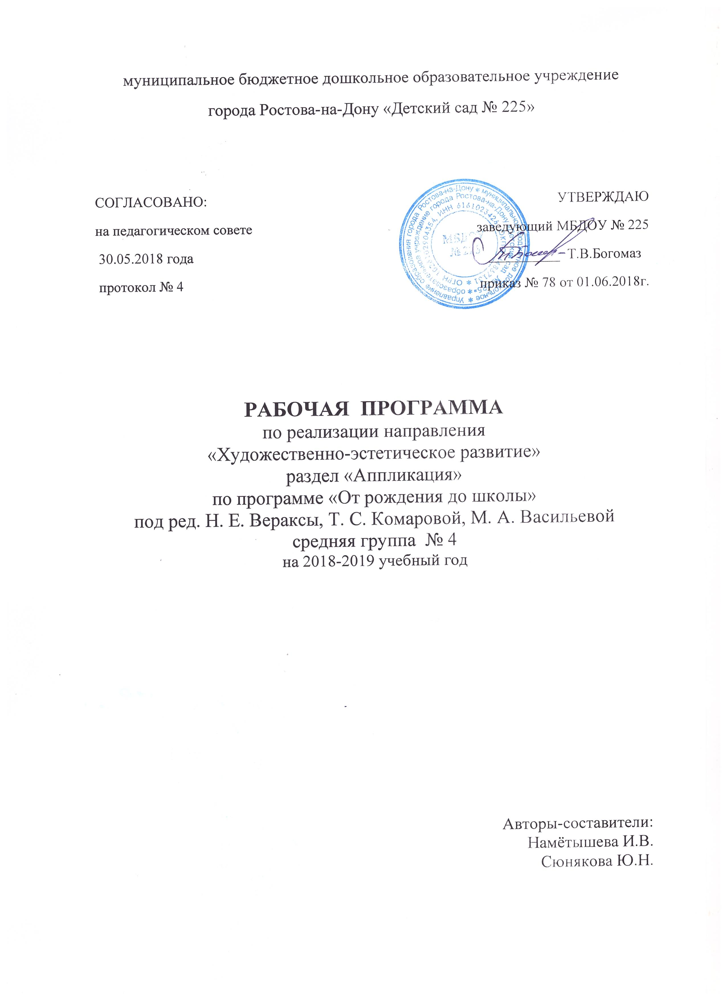 муниципальное бюджетное дошкольное образовательное учреждение
города Ростова-на-Дону «Детский сад № 225»
СОГЛАСОВАНО:
на педагогическом совете
30.05.2018 года
протокол № 4
УТВЕРЖДАЮ
заведующий МБДОУ № 225
Т.В.Богомаз
приказ № 78 от 01.06.2018г.
Управление образования города Ростова-на-Дону * муниципальное бюджетное дошкольное *
образовательное учреждение города Ростова-на-Дону «Детский сад № 225» *
ОГРН ИНН
МБДОУ
№ 225
РАБОЧАЯ ПРОГРАММА
по реализации направления
«Художественно-эстетическое развитие»
раздел «Аппликация»
по программе «От рождения до школы»
под ред. Н. Е. Вераксы, Т. С. Комаровой, М. А. Васильевой
средняя группа № 4
на 2018-2019 учебный год
Авторы-составители:
Намётышева И.В.
Сюнякова Ю.Н.